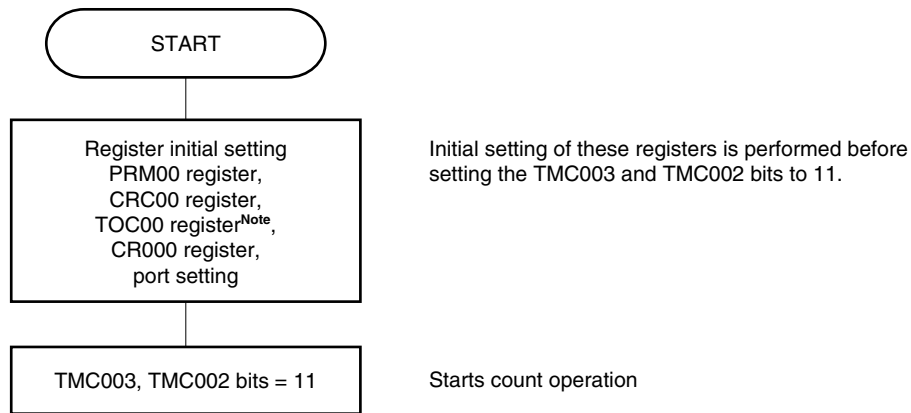 START
Register initial setting
PRM00 register,
CRC00 register,
TOC00 registerNote,
CR000 register,
port setting
Initial setting of these registers is performed before
setting the TMC003 and TMC002 bits to 11.
TMC003, TMC002 bits = 11
Starts count operation